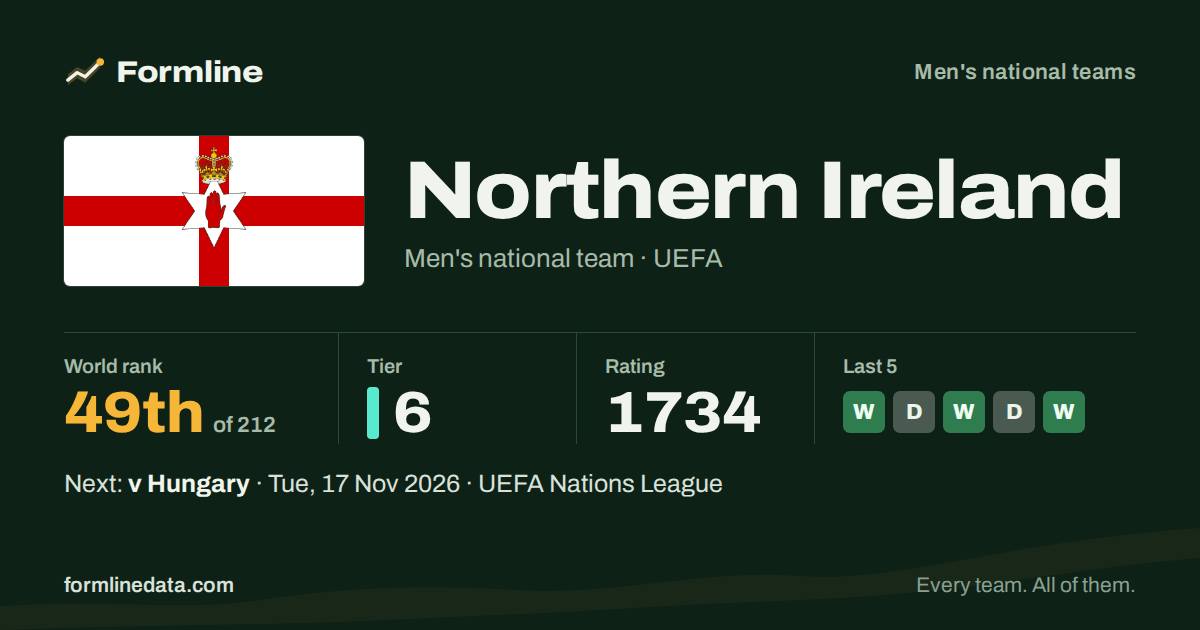 Formline
Men's national teams
Northern Ireland
Men's national team · UEFA
World rank
49th of 212
Tier
6
Rating
1734
Last 5
W D W D W
Next: v Hungary · Tue, 17 Nov 2026 · UEFA Nations League
formlinedata.com
Every team. All of them.